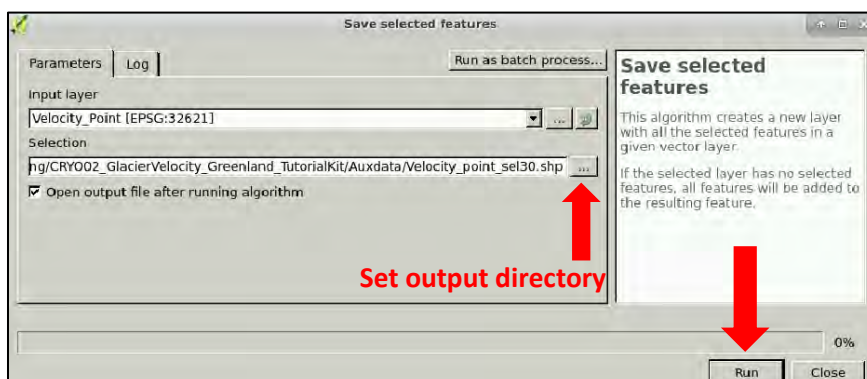 Save selected features
Parameters
Log
Run as batch process...
Input layer
Velocity_Point [EPSG:32621]
...
Selection
ng/CRYO02_GlacierVelocity_Greenland_TutorialKit/Auxdata/Velocity_point_sel30.shp
...
Open output file after running algorithm
Set output directory
Save selected
features
This algorithm creates a new layer
with all the selected features in a
given vector layer.
If the selected layer has no selected
features, all features will be added to
the resulting feature.
0%
Run
Close